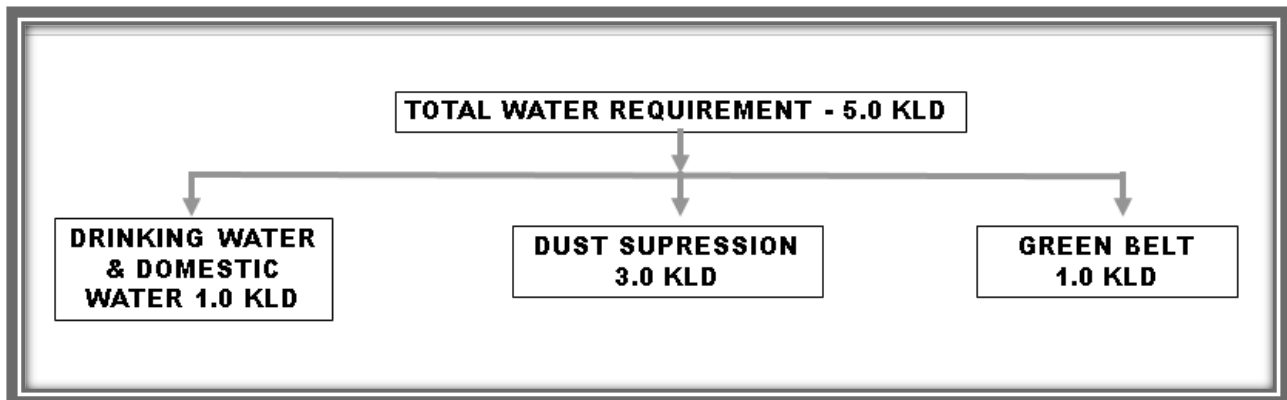 TOTAL WATER REQUIREMENT - 5.0 KLD
DRINKING WATER
& DOMESTIC
WATER 1.0 KLD
DUST SUPRESSION
3.0 KLD
GREEN BELT
1.0 KLD